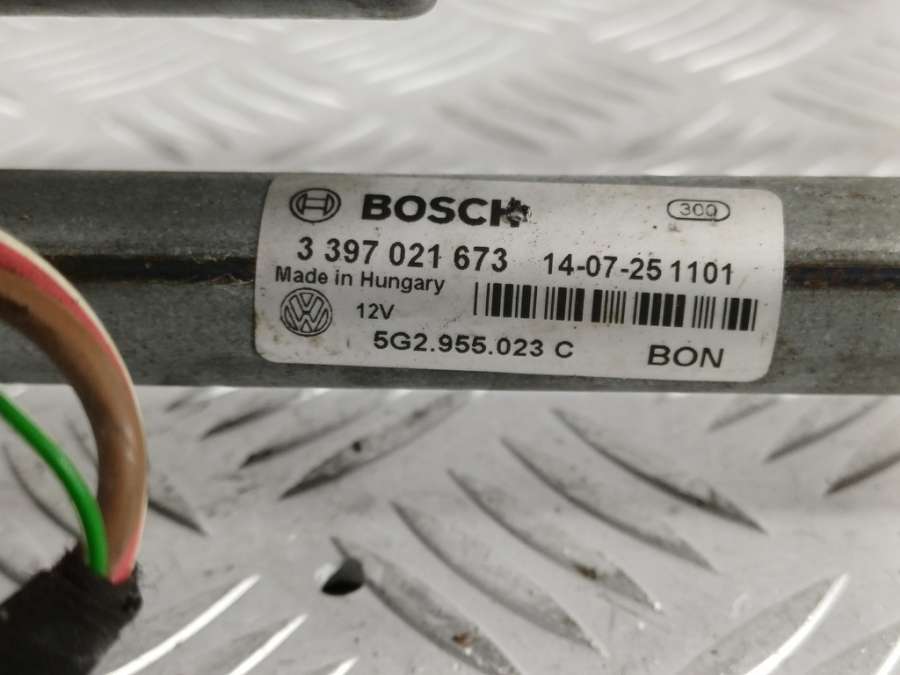 BOSCH
300
3 397 021 673 14-07-25 1101
Made in Hungary
12V
5G2.955.023 C
BON